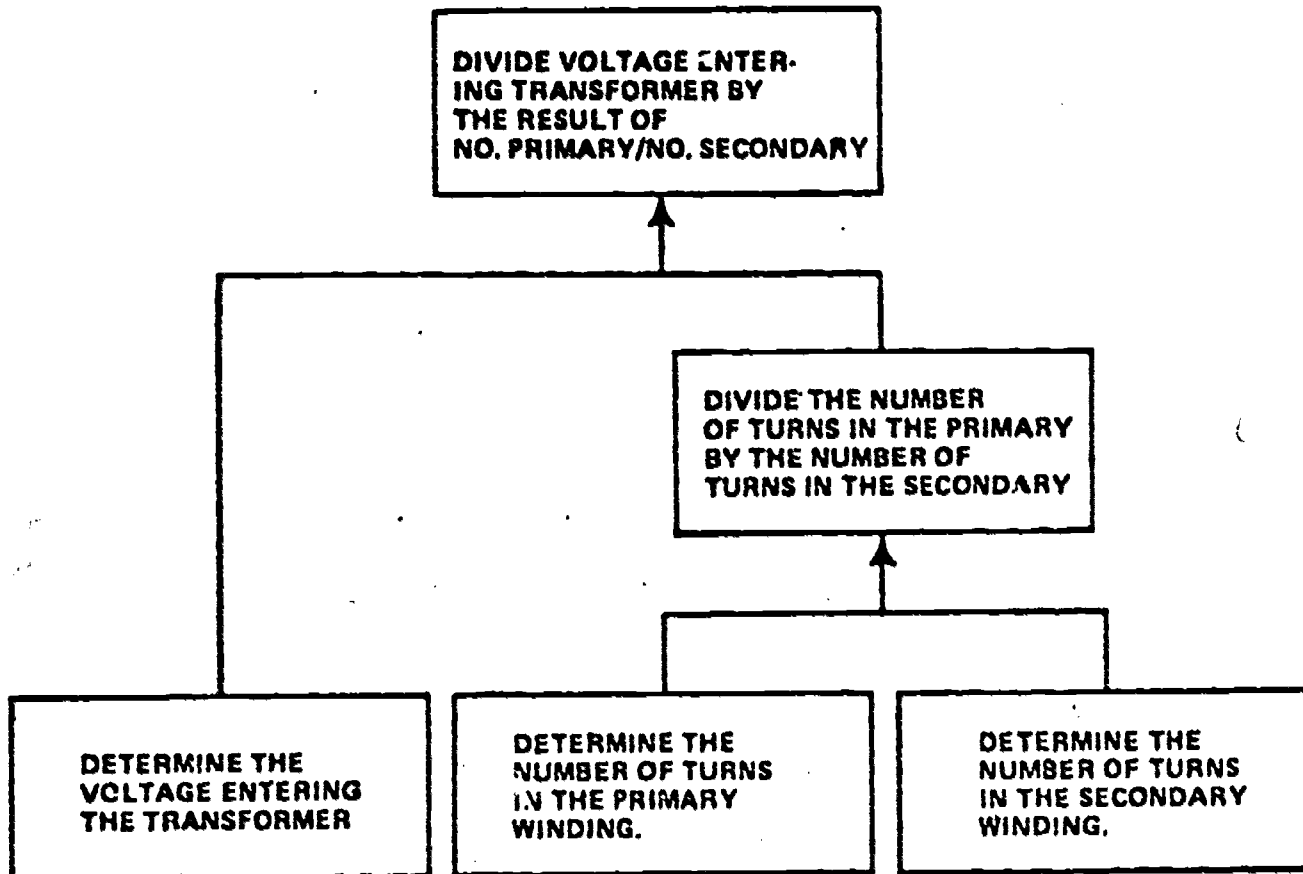 DIVIDE VOLTAGE ENTER-
ING TRANSFORMER BY
THE RESULT OF
NO. PRIMARY/NO. SECONDARY
DIVIDE THE NUMBER
OF TURNS IN THE PRIMARY
BY THE NUMBER OF
TURNS IN THE SECONDARY
DETERMINE THE
VOLTAGE ENTERING
THE TRANSFORMER
DETERMINE THE
NUMBER OF TURNS
IN THE PRIMARY
WINDING.
DETERMINE THE
NUMBER OF TURNS
IN THE SECONDARY
WINDING.